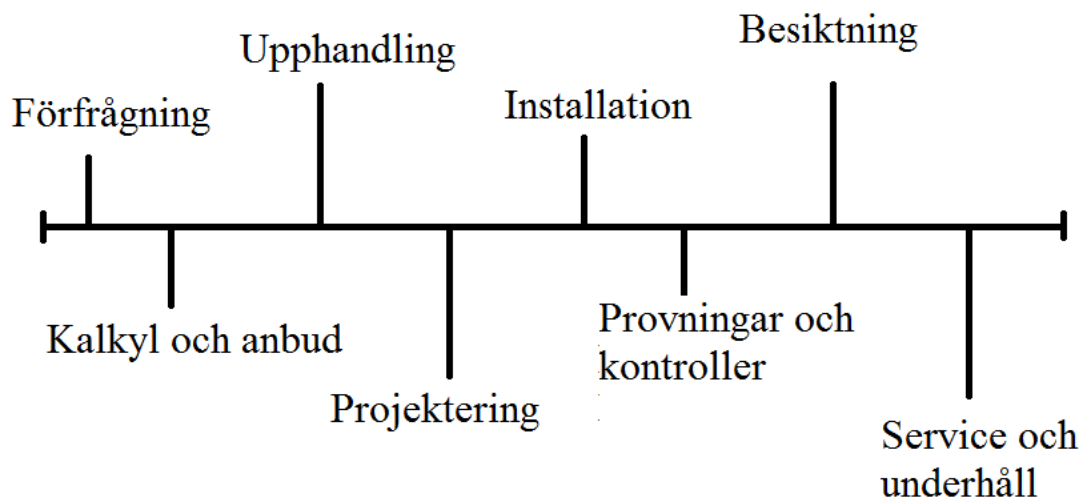 Förfrågning
Kalkyl och anbud
Upphandling
Projektering
Installation
Provningar och
kontroller
Besiktning
Service och
underhåll